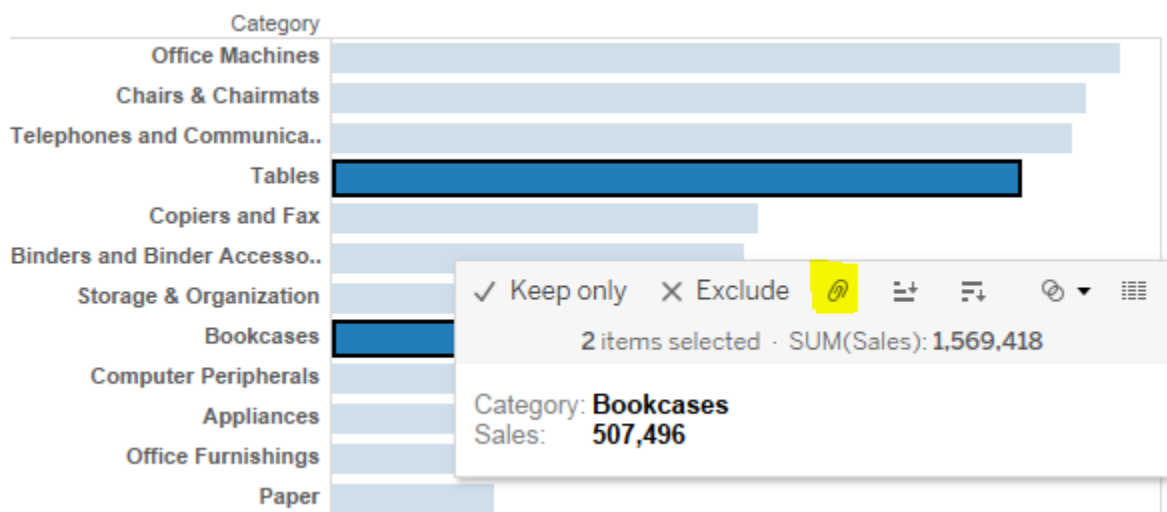 Category
Office Machines
Chairs & Chairmats
Telephones and Communica..
Tables
Copiers and Fax
Binders and Binder Accesso..
Storage & Organization
Bookcases
Computer Peripherals
Appliances
Office Furnishings
Paper
Keep only Exclude
2 items selected · SUM(Sales): 1,569,418
Category: Bookcases
Sales: 507,496